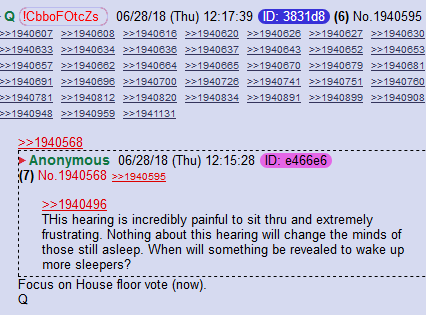 Q !CbboFOtcZs 06/28/18 (Thu) 12:17:39 ID: 3831d8 (6) No.1940595
>>1940607 >>1940608 >>1940616 >>1940620 >>1940626 >>1940627 >>1940630
>>1940633 >>1940634 >>1940636 >>1940637 >>1940643 >>1940652 >>1940653
>>1940657 >>1940662 >>1940664 >>1940665 >>1940670 >>1940679 >>1940681
>>1940691 >>1940696 >>1940700 >>1940726 >>1940741 >>1940751 >>1940760
>>1940781 >>1940812 >>1940820 >>1940834 >>1940891 >>1940899 >>1940908
>>1940948 >>1940959 >>1941131
>>1940568
Anonymous 06/28/18 (Thu) 12:15:28 ID: e466e6
(7) No.1940568 >>1940595
>>1940496
THis hearing is incredibly painful to sit thru and extremely
frustrating. Nothing about this hearing will change the minds of
those still asleep. When will something be revealed to wake up
more sleepers?
Focus on House floor vote (now).
Q